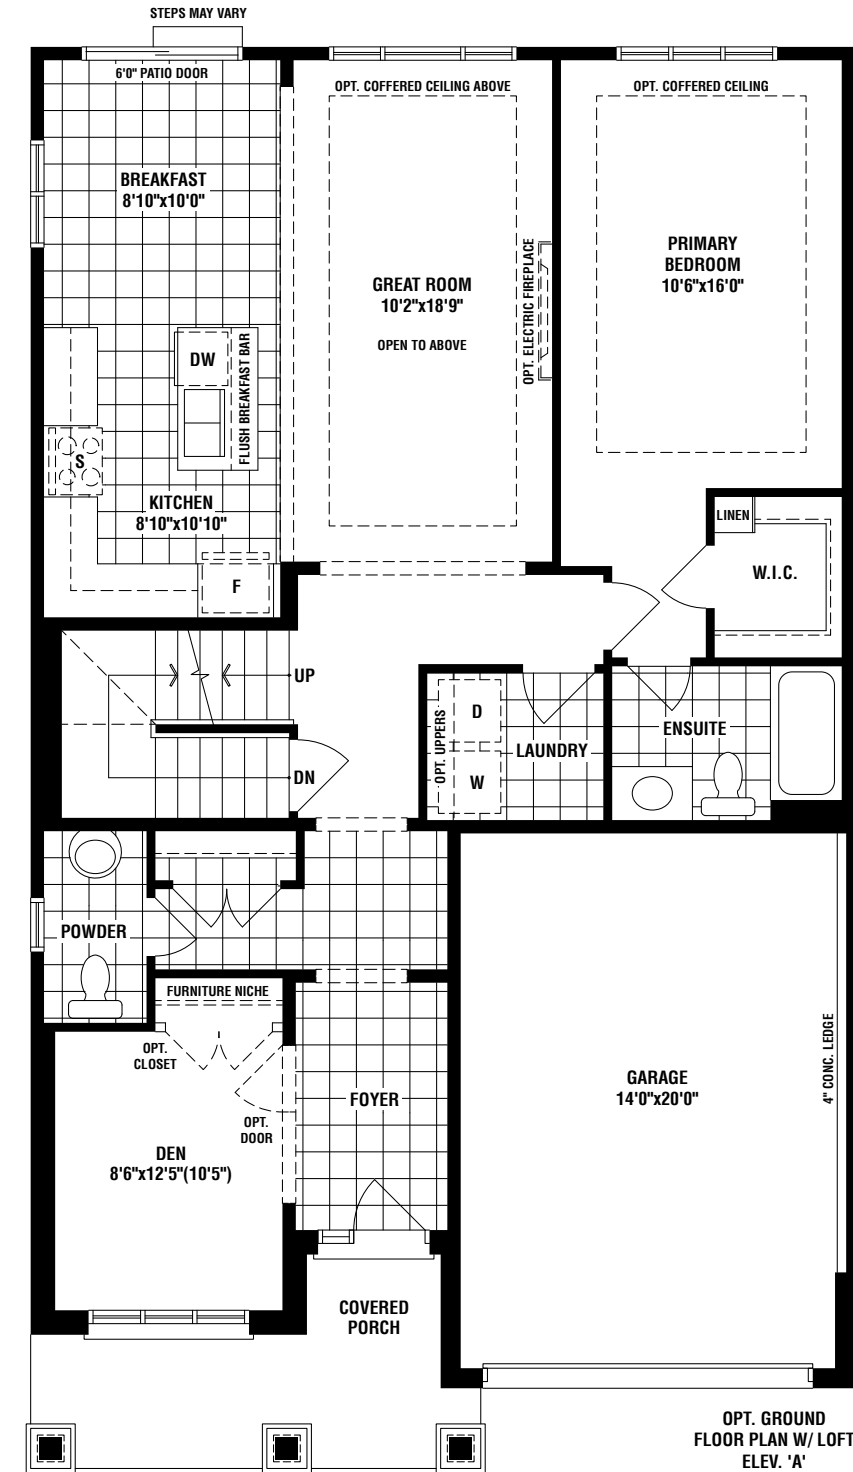 STEPS MAY VARY
6'0" PATIO DOOR
OPT. COFFERED CEILING ABOVE
OPT. COFFERED CEILING
BREAKFAST
8'10"x10'0"
GREAT ROOM
10'2"x18'9"
OPEN TO ABOVE
OPT. ELECTRIC FIREPLACE
PRIMARY
BEDROOM
10'6"x16'0"
DW
FLUSH BREAKFAST BAR
S
KITCHEN
8'10"x10'10"
F
LINEN
W.I.C.
UP
DN
OPT. UPPERS
D
W
LAUNDRY
ENSUITE
POWDER
FURNITURE NICHE
OPT.
CLOSET
OPT.
DOOR
FOYER
DEN
8'6"x12'5"(10'5")
GARAGE
14'0"x20'0"
4" CONC. LEDGE
COVERED
PORCH
OPT. GROUND
FLOOR PLAN W/ LOFT
ELEV. 'A'